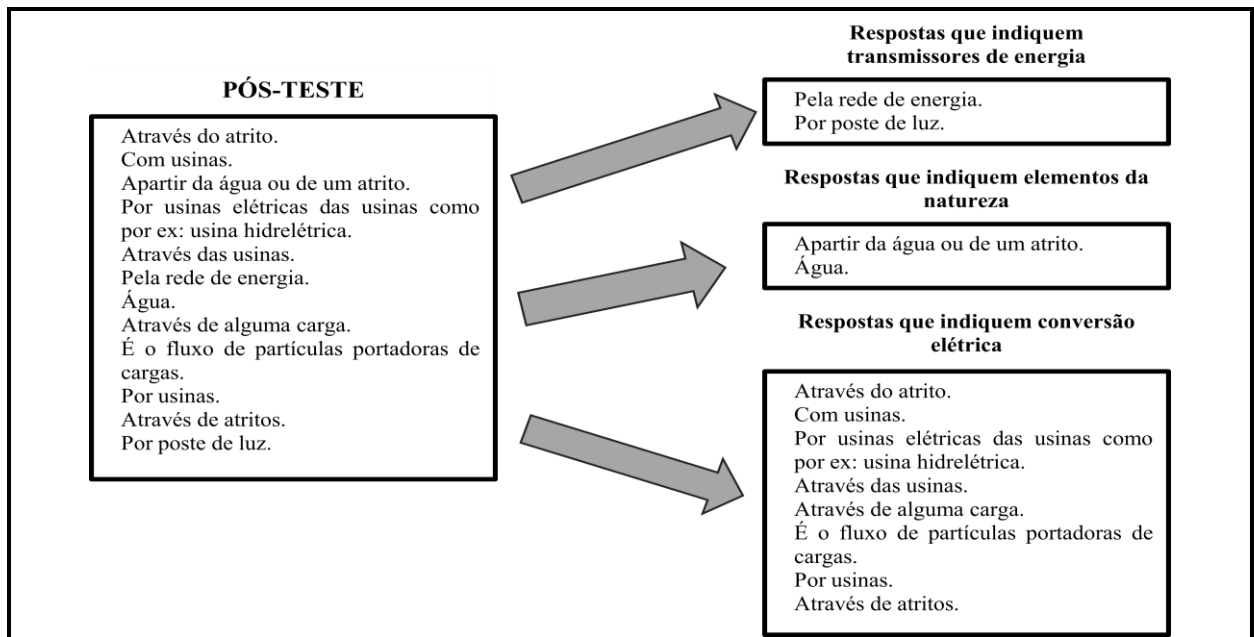 PÓS-TESTE
Através do atrito.
Com usinas.
Apartir da água ou de um atrito.
Por usinas elétricas das usinas como
por ex: usina hidrelétrica.
Através das usinas.
Pela rede de energia.
Água.
Através de alguma carga.
É o fluxo de partículas portadoras de
cargas.
Por usinas.
Através de atritos.
Por poste de luz.
Respostas que indiquem
transmissores de energia
Pela rede de energia.
Por poste de luz.
Respostas que indiquem elementos da
natureza
Apartir da água ou de um atrito.
Água.
Respostas que indiquem conversão
elétrica
Através do atrito.
Com usinas.
Por usinas elétricas das usinas como
por ex: usina hidrelétrica.
Através das usinas.
Através de alguma carga.
É o fluxo de partículas portadoras de
cargas.
Por usinas.
Através de atritos.